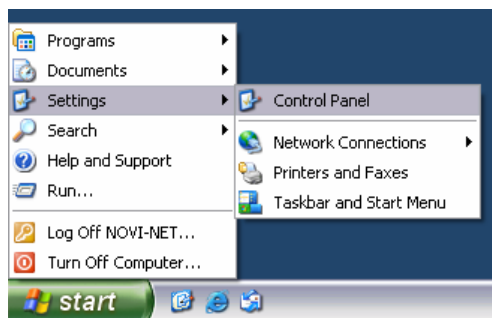 Programs
Documents
Settings
Search
Help and Support
Run...
Log Off NOVI-NET...
Turn Off Computer...
Control Panel
Network Connections
Printers and Faxes
Taskbar and Start Menu
start